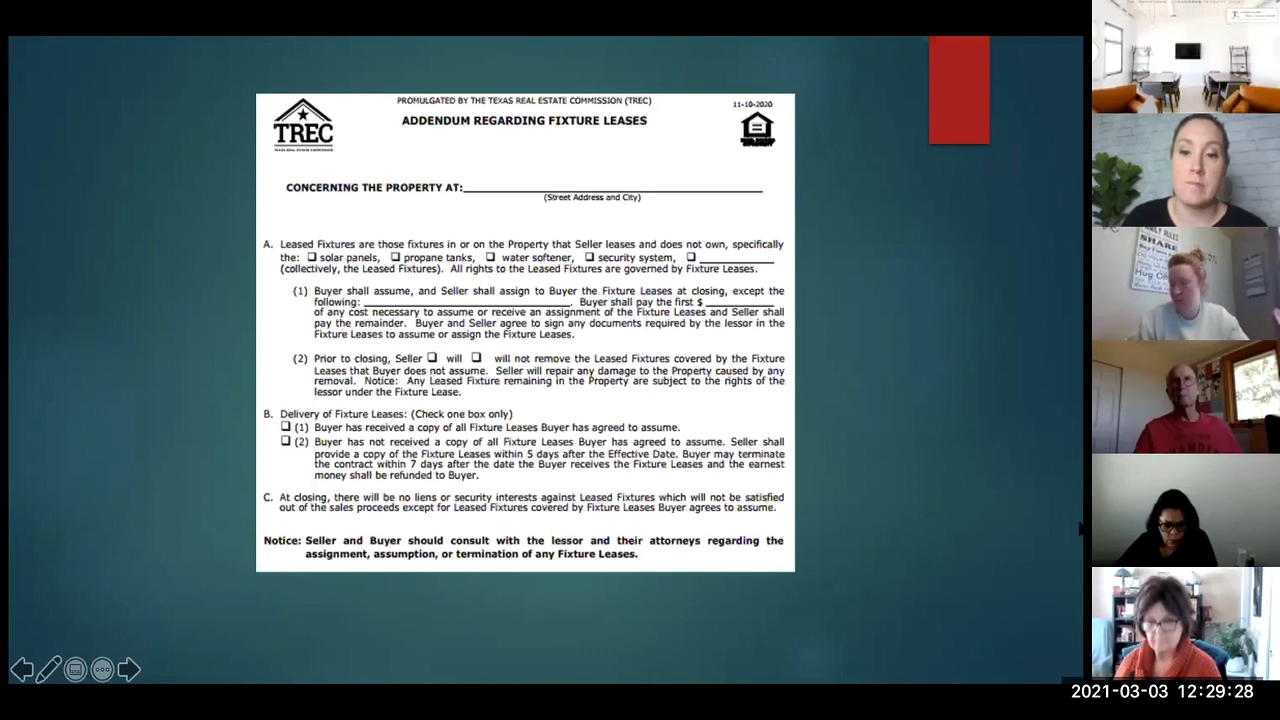 PROMULGATED BY THE TEXAS REAL ESTATE COMMISSION (TREC)
11-10-2020
TREC
TEXAS REAL ESTATE COMMISSION
ADDENDUM REGARDING FIXTURE LEASES
CONCERNING THE PROPERTY AT:
(Street Address and City)
A. Leased Fixtures are those fixtures in or on the Property that Seller leases and does not own, specifically
the: ❑ solar panels, ❑ propane tanks, ❑ water softener, ❑ security system, ❑ ____________
(collectively, the Leased Fixtures). All rights to the Leased Fixtures are governed by Fixture Leases.
(1) Buyer shall assume, and Seller shall assign to Buyer the Fixture Leases at closing, except the
following: ____________. Buyer shall pay the first $ ____________
of any cost necessary to assume or receive an assignment of the Fixture Leases and Seller shall
pay the remainder. Buyer and Seller agree to sign any documents required by the lessor in the
Fixture Leases to assume or assign the Fixture Leases.
(2) Prior to closing, Seller ❑ will ❑ will not remove the Leased Fixtures covered by the Fixture
Leases that Buyer does not assume. Seller will repair any damage to the Property caused by any
removal. Notice: Any Leased Fixture remaining in the Property are subject to the rights of the
lessor under the Fixture Lease.
B. Delivery of Fixture Leases: (Check one box only)
❑ (1) Buyer has received a copy of all Fixture Leases Buyer has agreed to assume.
❑ (2) Buyer has not received a copy of all Fixture Leases Buyer has agreed to assume. Seller shall
provide a copy of the Fixture Leases within 5 days after the Effective Date. Buyer may terminate
the contract within 7 days after the date the Buyer receives the Fixture Leases and the earnest
money shall be refunded to Buyer.
C. At closing, there will be no liens or security interests against Leased Fixtures which will not be satisfied
out of the sales proceeds except for Leased Fixtures covered by Fixture Leases Buyer agrees to assume.
Notice: Seller and Buyer should consult with the lessor and their attorneys regarding the
assignment, assumption, or termination of any Fixture Leases.
SHARE
2021-03-03 12:29:28